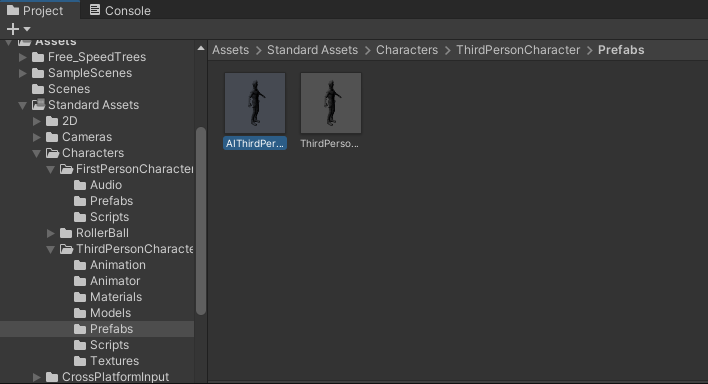 Project Console
Assets
Free_SpeedTrees
SampleScenes
Scenes
Standard Assets
2D
Cameras
Characters
FirstPersonCharacter
Audio
Prefabs
Scripts
RollerBall
ThirdPersonCharacte
Animation
Animator
Materials
Models
Prefabs
Scripts
Textures
CrossPlatformInput
Assets > Standard Assets > Characters > ThirdPersonCharacter > Prefabs
AIThirdPer... ThirdPerso...